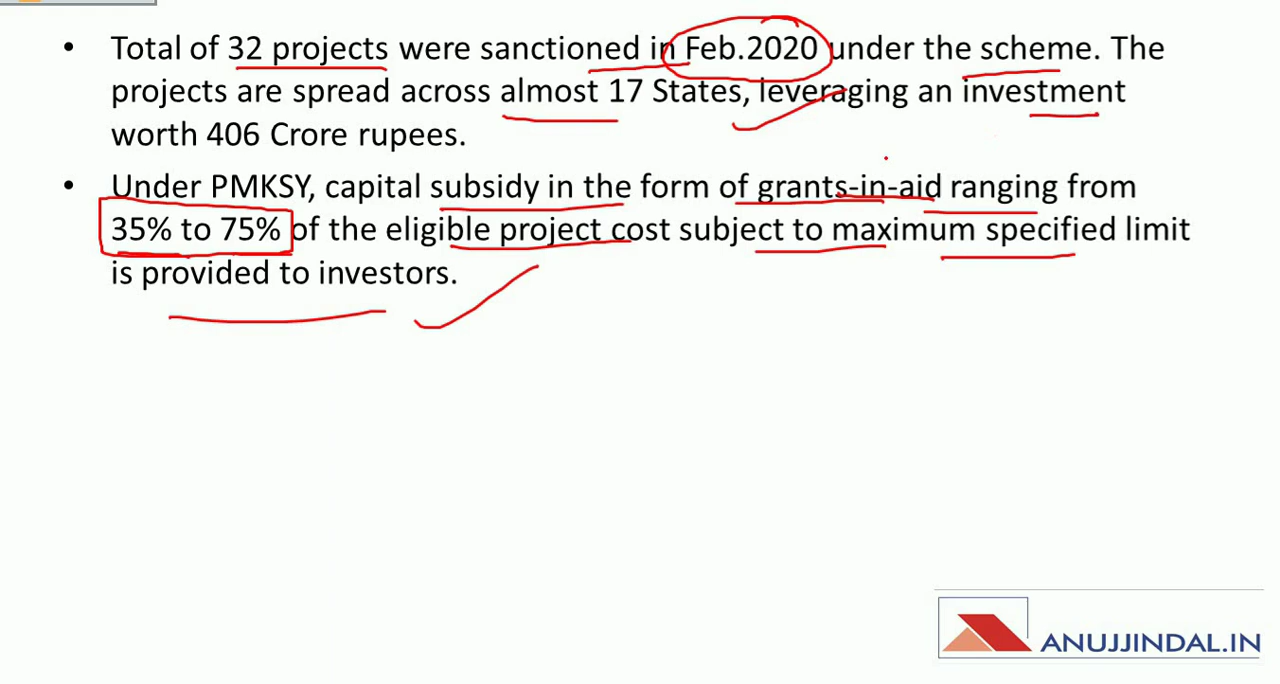 • Total of 32 projects were sanctioned in Feb.2020 under the scheme. The
projects are spread across almost 17 States, leveraging an investment
worth 406 Crore rupees.
• Under PMKSY, capital subsidy in the form of grants-in-aid ranging from
35% to 75% of the eligible project cost subject to maximum specified limit
is provided to investors.
ANUJJINDAL.IN